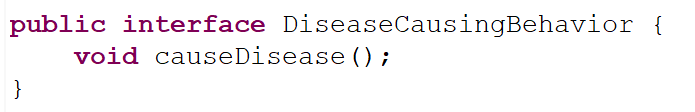 public interface DiseaseCausingBehavior {
    void causeDisease();
}